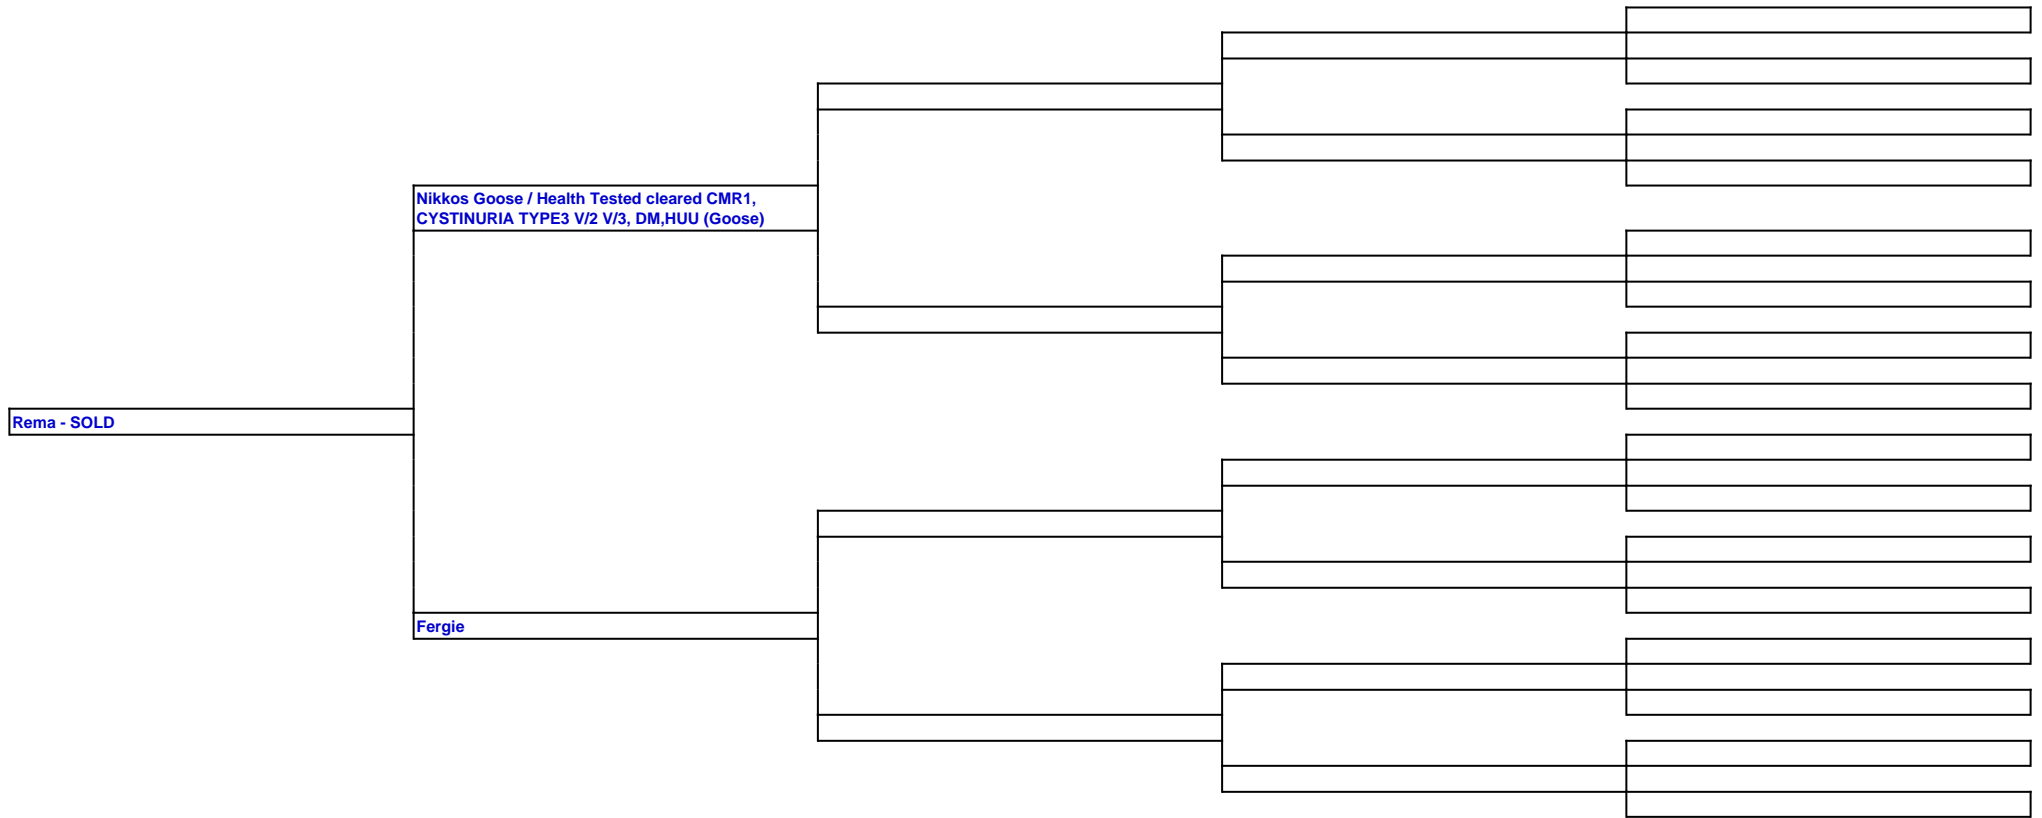 Nikkos Goose / Health Tested cleared CMR1,
CYSTINURIA TYPE3 V/2 V/3, DM,HUU (Goose)
Rema - SOLD
Fergie